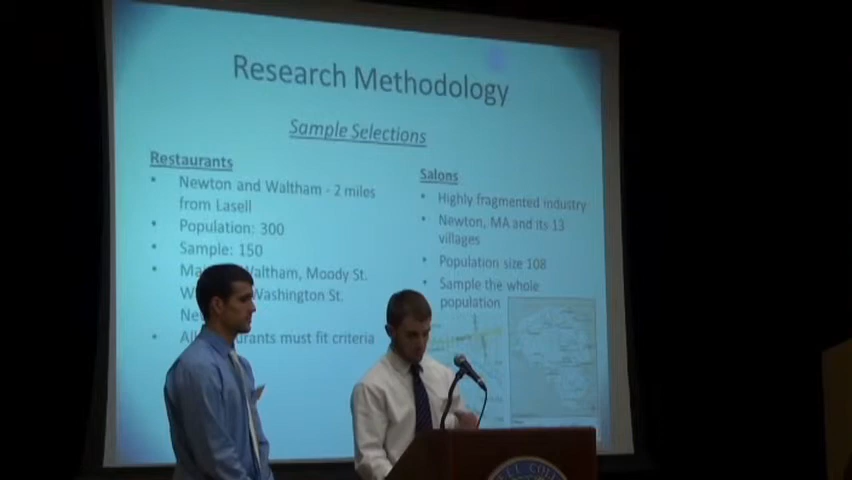 Research Methodology
Sample Selections
Restaurants
• Newton and Waltham - 2 miles
from Lasell
• Population: 300
• Sample: 150
• Waltham, Moody St.
Washington St.
• must fit criteria
Salons
• Highly fragmented industry
• Newton, MA and its 13
villages
• Population size 108
• Sample the whole
population